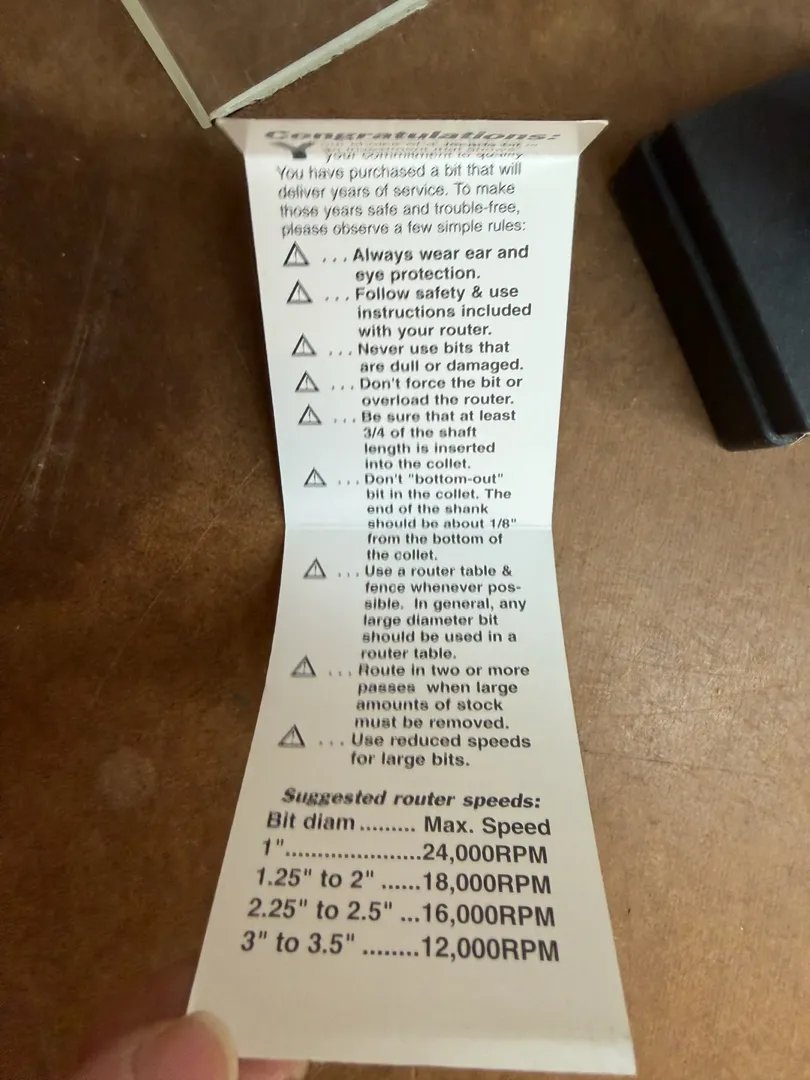 Congratulations:
your commitment to quality
You have purchased a bit that will
deliver years of service. To make
those years safe and trouble-free,
please observe a few simple rules:
... Always wear ear and
eye protection.
... Follow safety & use
instructions included
with your router.
... Never use bits that
are dull or damaged.
... Don't force the bit or
overload the router.
... Be sure that at least
3/4 of the shaft
length is inserted
into the collet.
... Don't "bottom-out"
bit in the collet. The
end of the shank
should be about 1/8"
from the bottom of
the collet.
... Use a router table &
fence whenever pos-
sible. In general, any
large diameter bit
should be used in a
router table.
... Route in two or more
passes when large
amounts of stock
must be removed.
... Use reduced speeds
for large bits.
Suggested router speeds:
Bit diam ......... Max. Speed
1"......................24,000RPM
1.25" to 2" ......18,000RPM
2.25" to 2.5" ...16,000RPM
3" to 3.5" ........12,000RPM